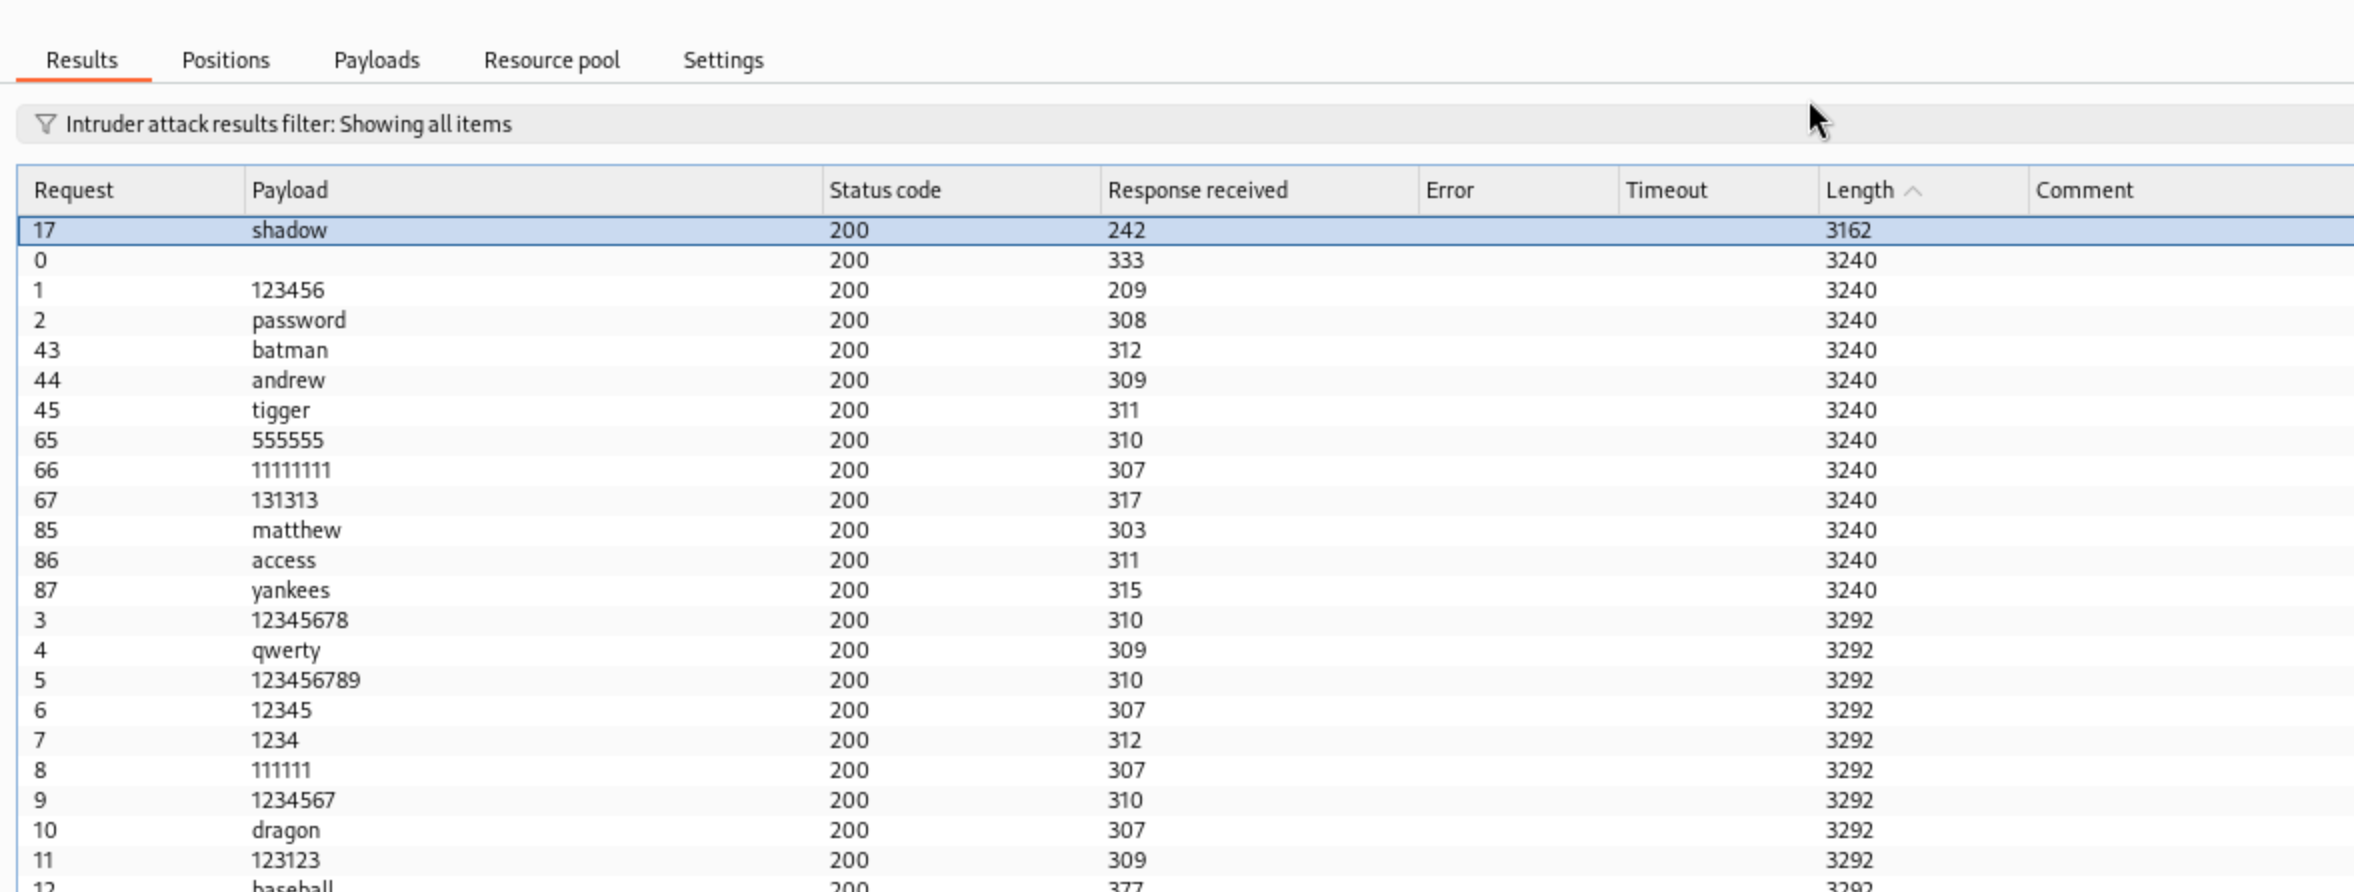 Results Positions Payloads Resource pool Settings
Intruder attack results filter: Showing all items
Request Payload Status code Response received Error Timeout Length Comment
17 shadow 200 242 3162
0 200 333 3240
1 123456 200 209 3240
2 password 200 308 3240
43 batman 200 312 3240
44 andrew 200 309 3240
45 tigger 200 311 3240
65 555555 200 310 3240
66 11111111 200 307 3240
67 131313 200 317 3240
85 matthew 200 303 3240
86 access 200 311 3240
87 yankees 200 315 3240
3 12345678 200 310 3292
4 qwerty 200 309 3292
5 123456789 200 310 3292
6 12345 200 307 3292
7 1234 200 312 3292
8 111111 200 307 3292
9 1234567 200 310 3292
10 dragon 200 307 3292
11 123123 200 309 3292
12 baseball 200 377 3292